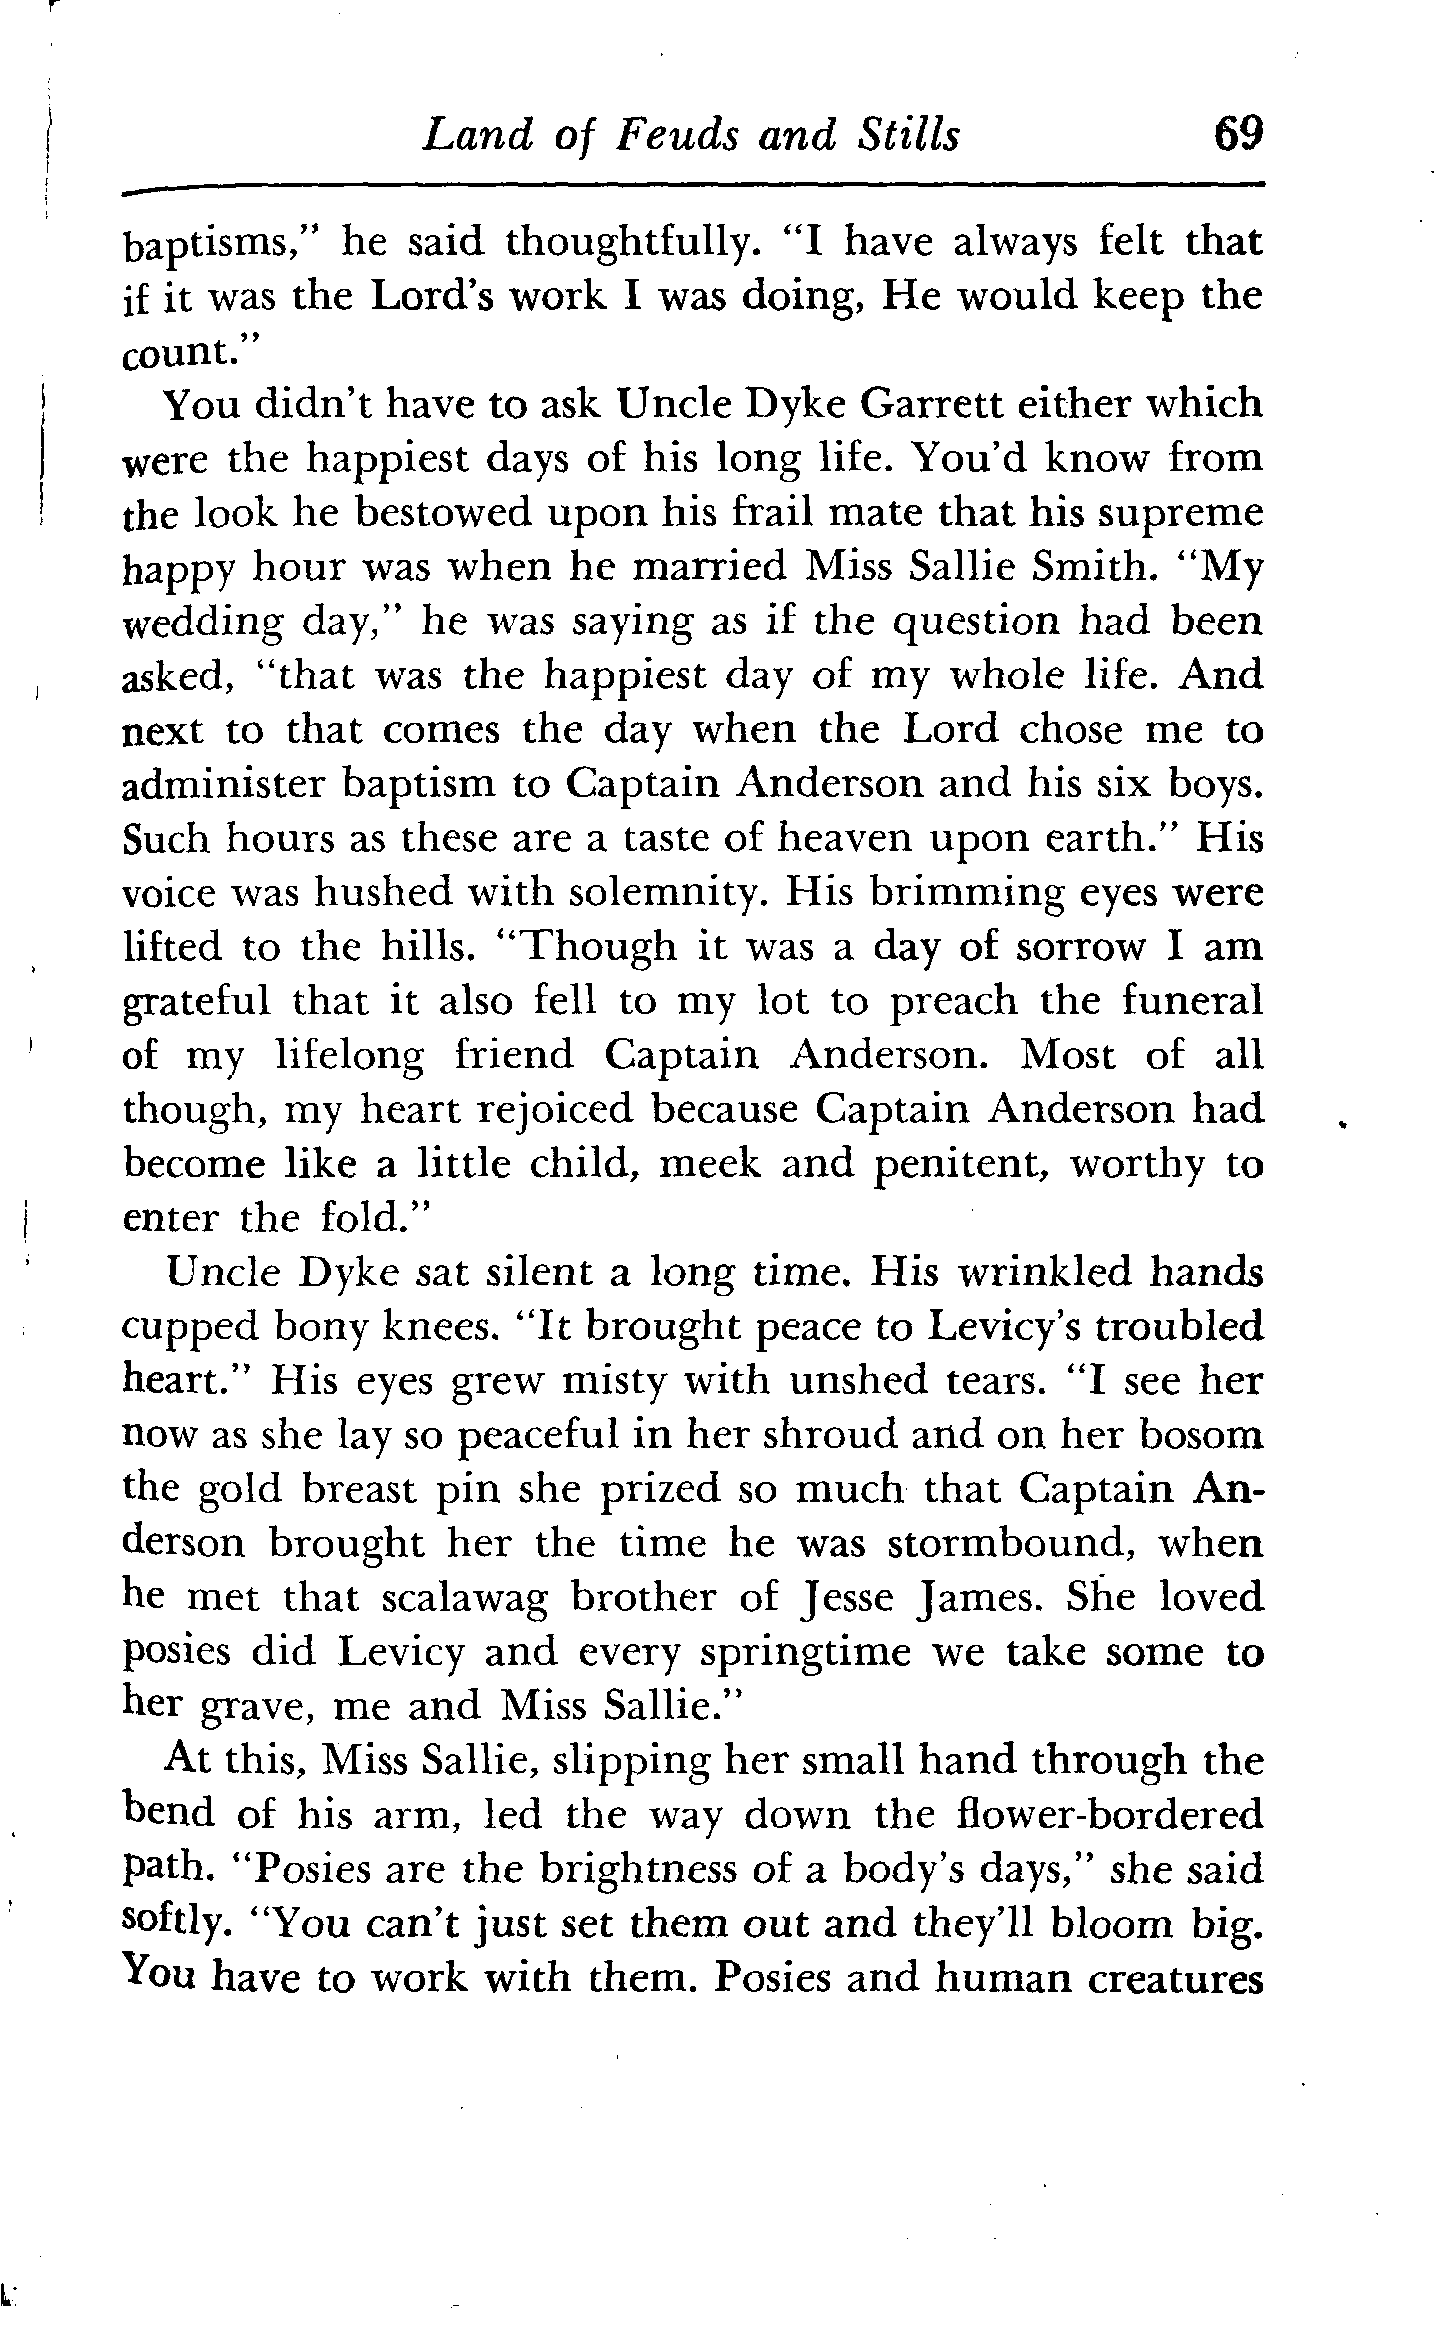 Land of Feuds and Stills 69
baptisms," he said thoughtfully. "I have always felt that
if it was the Lord's work I was doing, He would keep the
count."
You didn't have to ask Uncle Dyke Garrett either which
were the happiest days of his long life. You'd know from
the look he bestowed upon his frail mate that his supreme
happy hour was when he married Miss Sallie Smith. "My
wedding day," he was saying as if the question had been
asked, "that was the happiest day of my whole life. And
next to that comes the day when the Lord chose me to
administer baptism to Captain Anderson and his six boys.
Such hours as these are a taste of heaven upon earth." His
voice was hushed with solemnity. His brimming eyes were
lifted to the hills. "Though it was a day of sorrow I am
grateful that it also fell to my lot to preach the funeral
of my lifelong friend Captain Anderson. Most of all
though, my heart rejoiced because Captain Anderson had
become like a little child, meek and penitent, worthy to
enter the fold."
Uncle Dyke sat silent a long time. His wrinkled hands
cupped bony knees. "It brought peace to Levicy's troubled
heart." His eyes grew misty with unshed tears. "I see her
now as she lay so peaceful in her shroud and on her bosom
the gold breast pin she prized so much that Captain An-
derson brought her the time he was stormbound, when
he met that scalawag brother of Jesse James. She loved
posies did Levicy and every springtime we take some to
her grave, me and Miss Sallie."
At this, Miss Sallie, slipping her small hand through the
bend of his arm, led the way down the flower-bordered
path. "Posies are the brightness of a body's days," she said
softly. "You can't just set them out and they'll bloom big.
You have to work with them. Posies and human creatures